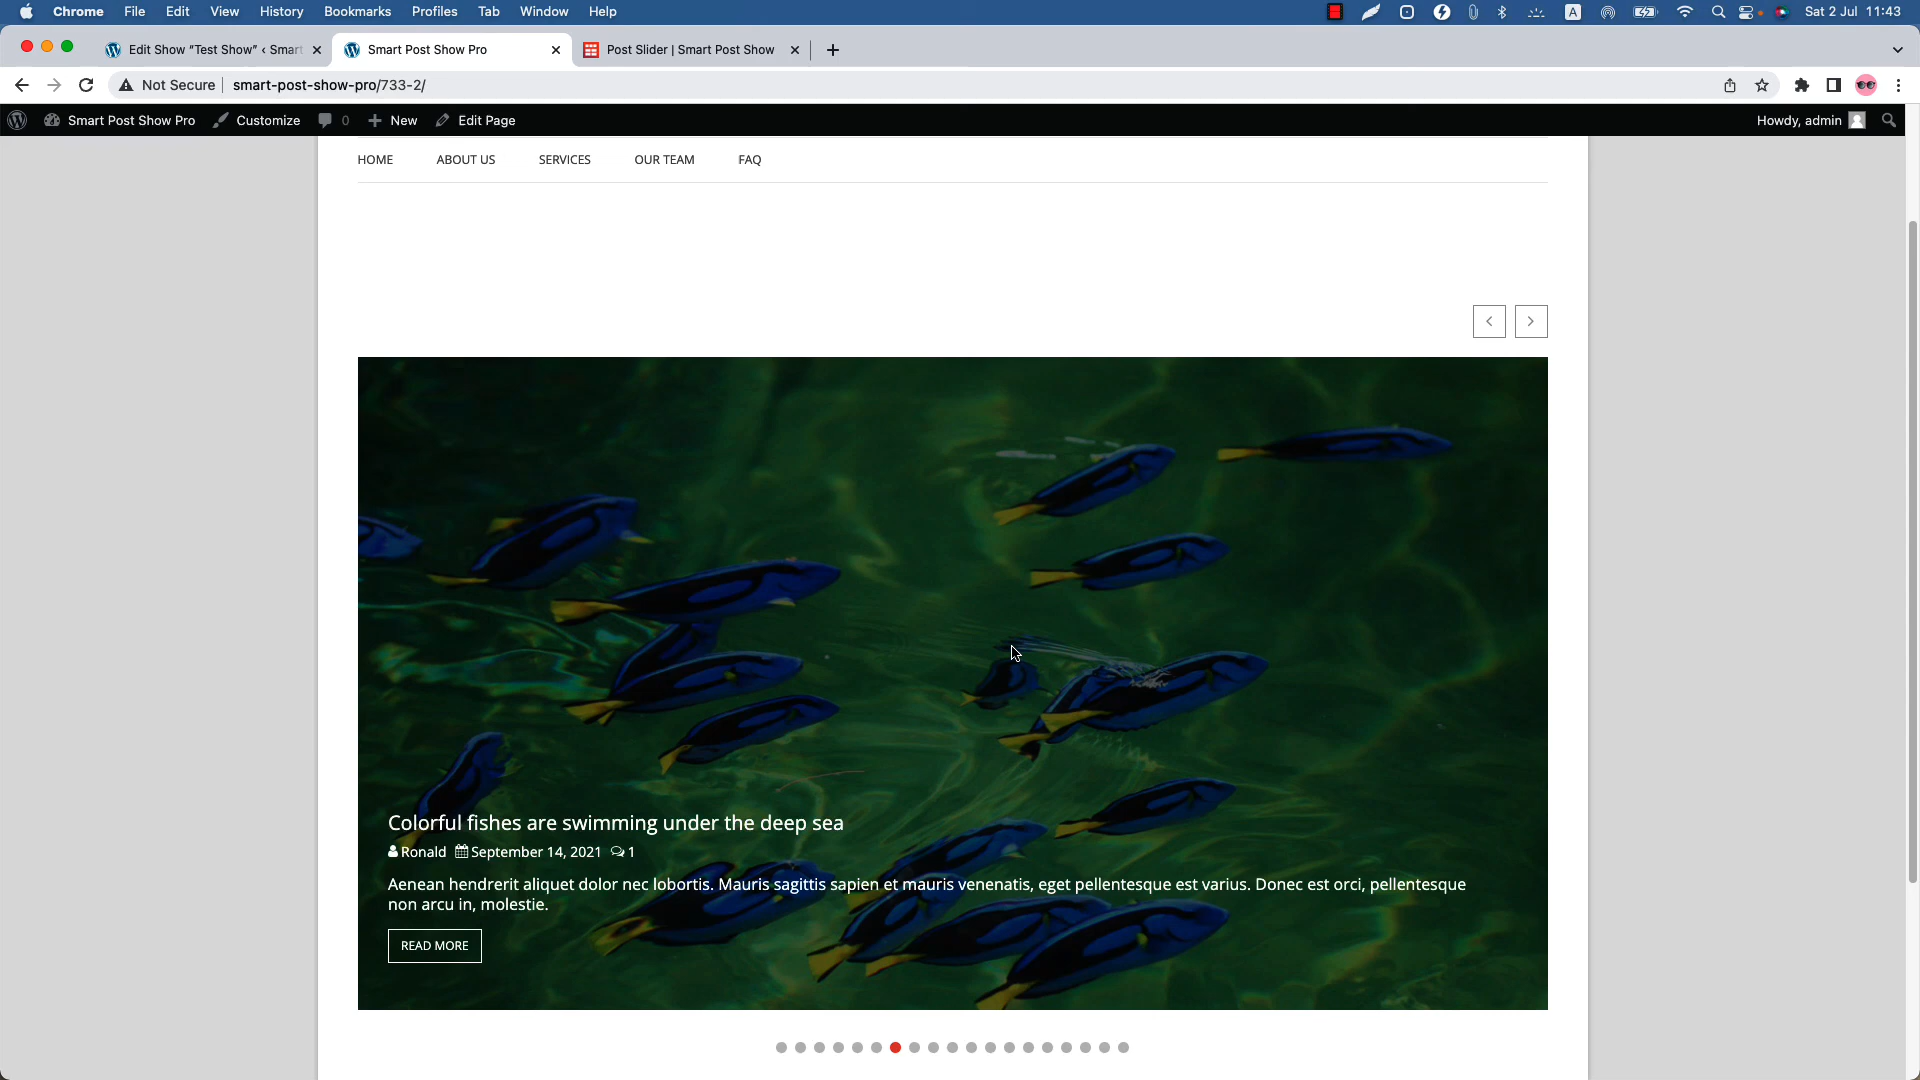 Chrome File Edit View History Bookmarks Profiles Tab Window Help A Sat 2 Jul 11:43
Edit Show “Test Show” ‹ Smart Smart Post Show Pro Post Slider | Smart Post Show
Not Secure smart-post-show-pro/733-2/
Smart Post Show Pro Customize 0 New Edit Page Howdy, admin
HOME ABOUT US SERVICES OUR TEAM FAQ
Colorful fishes are swimming under the deep sea
Ronald September 14, 2021 1
Aenean hendrerit aliquet dolor nec lobortis. Mauris sagittis sapien et mauris venenatis, eget pellentesque est varius. Donec est orci, pellentesque
non arcu in, molestie.
READ MORE